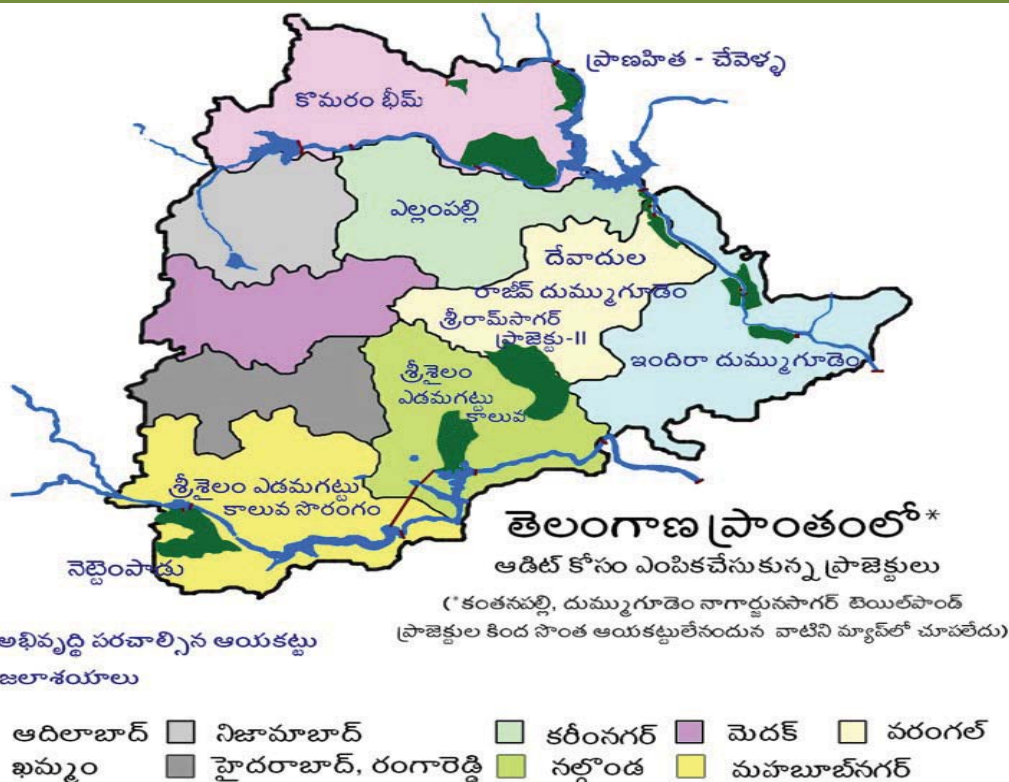 ప్రాణహిత - చేవెళ్ళ
కొమరం భీమ్
ఎల్లంపల్లి
దేవాదుల
రాజీవ్ దుమ్ముగూడెం
శ్రీరామ్‌సాగర్
ప్రాజెక్టు-II
ఇందిరా దుమ్ముగూడెం
శ్రీశైలం
ఎడమగట్టు
కాలువ
శ్రీశైలం ఎడమగట్టు
కాలువ సొరంగం
నెట్టెంపాడు
తెలంగాణ ప్రాంతంలో*
ఆడిట్ కోసం ఎంపికచేసుకున్న ప్రాజెక్టులు
(*కంతనపల్లి, దుమ్ముగూడెం నాగార్జునసాగర్ టెయిల్‌పాండ్
ప్రాజెక్టుల కింద సొంత ఆయకట్టులేనందున వాటిని మ్యాప్‌లో చూపలేదు)
అభివృద్ధి పరచాల్సిన ఆయకట్టు
జలాశయాలు
ఆదిలాబాద్ నిజామాబాద్ కరీంనగర్ మెదక్ వరంగల్
ఖమ్మం హైదరాబాద్, రంగారెడ్డి నల్గొండ మహబూబ్‌నగర్